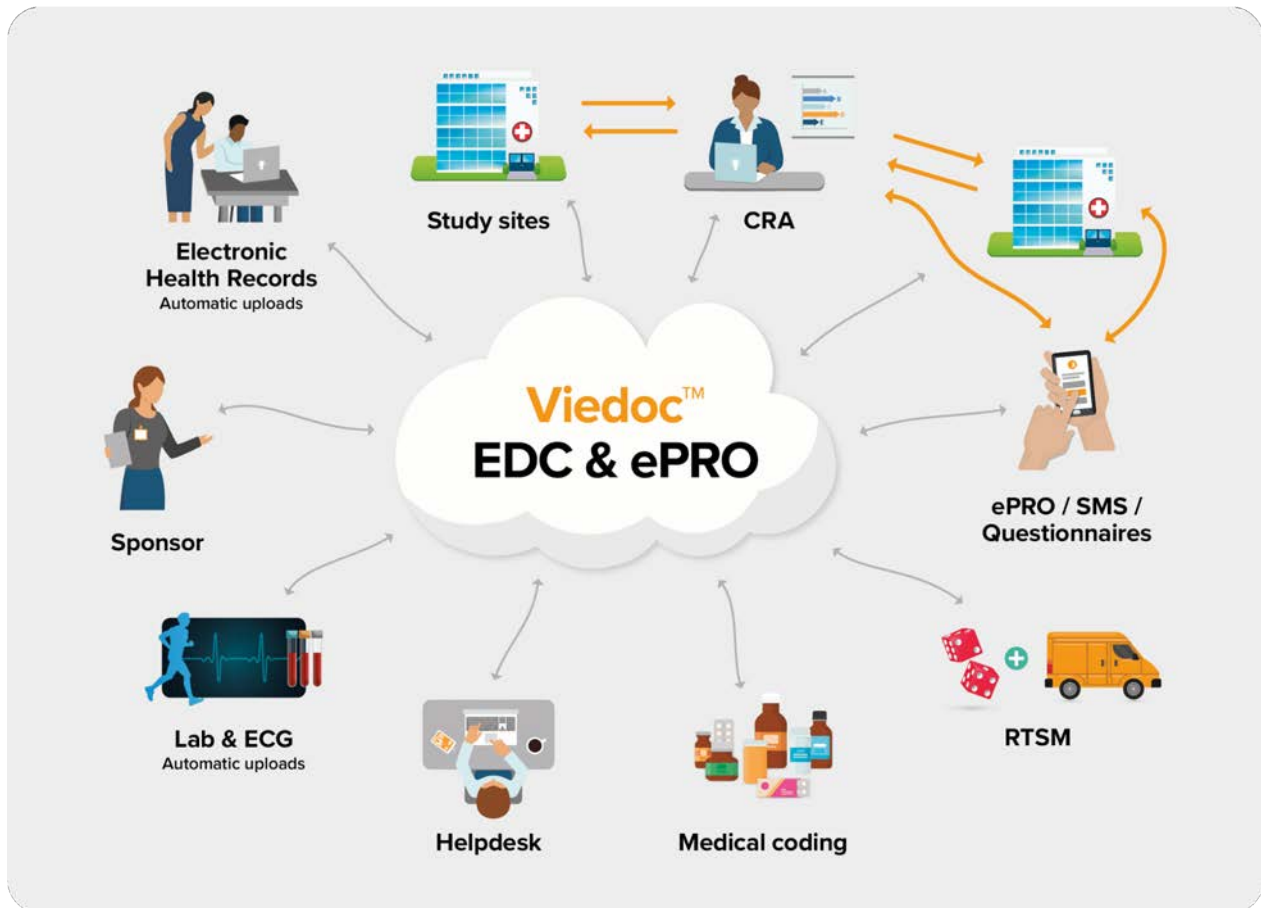 Study sites
CRA
Electronic
Health Records
Automatic uploads
Viedoc™
EDC & ePRO
Sponsor
ePRO / SMS /
Questionnaires
Lab & ECG
Automatic uploads
RTSM
Helpdesk
Medical coding